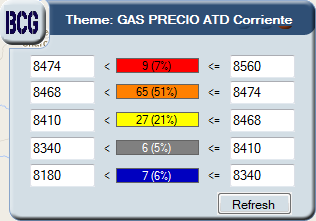 BCG
Theme: GAS PRECIO ATD Corriente
8474 < 9 (7%) <= 8560
8468 < 65 (51%) <= 8474
8410 < 27 (21%) <= 8468
8340 < 6 (5%) <= 8410
8180 < 7 (6%) <= 8340
Refresh